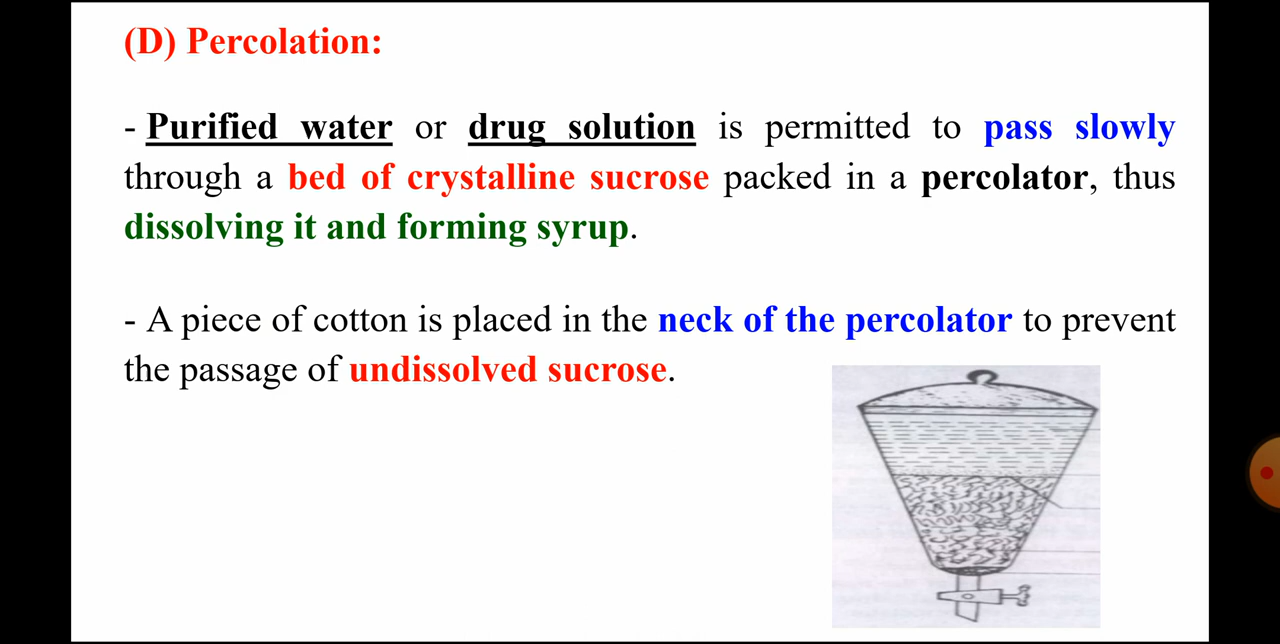 (D) Percolation:
- Purified water or drug solution is permitted to pass slowly
through a bed of crystalline sucrose packed in a percolator, thus
dissolving it and forming syrup.
- A piece of cotton is placed in the neck of the percolator to prevent
the passage of undissolved sucrose.